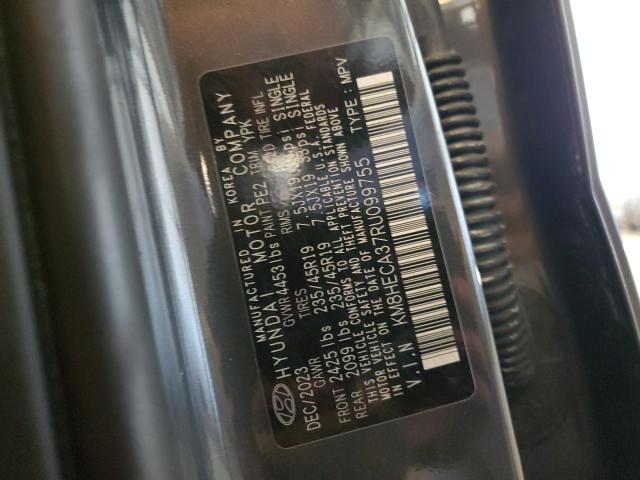 MANUFACTURED IN KOREA BY
HYUNDAI MOTOR COMPANY
DEC/2023 GVWR 4453 lbs PAINT PE2 TRIM YPK
GAWR TIRES RIMS TIRE INFL
FRONT 2425 lbs 235/45R19 7.5JX19 psi SINGLE
REAR 2099 lbs 235/45R19 7.5JX19 psi SINGLE
THIS VEHICLE CONFORMS TO ALL APPLICABLE U.S.A. FEDERAL
MOTOR VEHICLE SAFETY AND THEFT PREVENTION STANDARDS IN
EFFECT ON THE DATE OF MANUFACTURE SHOWN ABOVE
V.I.N KM8HECA37RU099755 TYPE: MPV